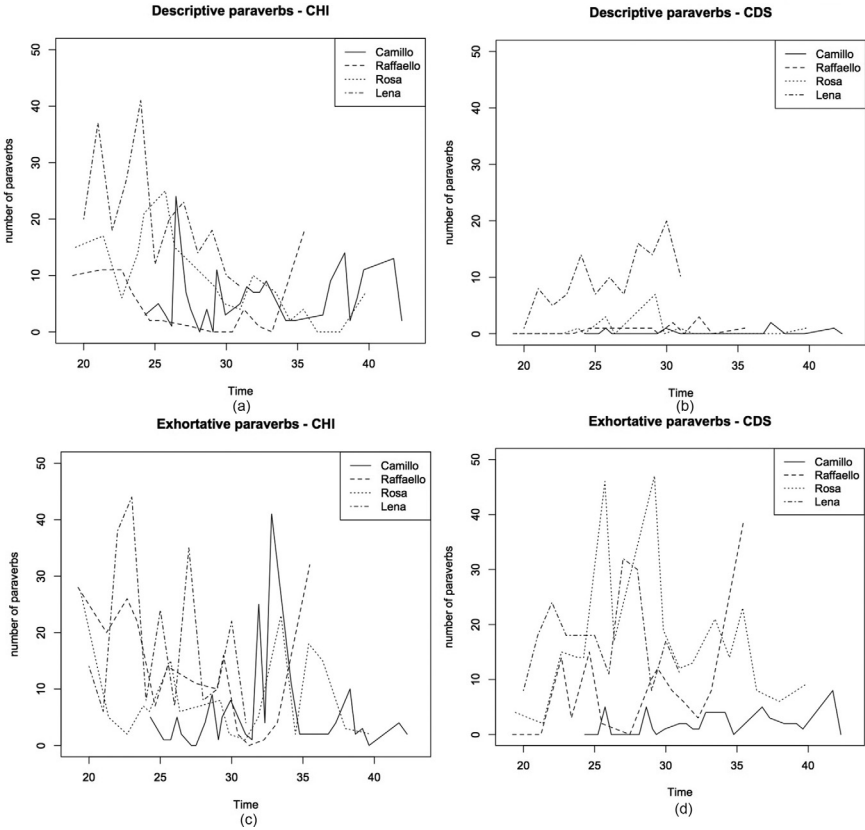 Descriptive paraverbs - CHI
number of paraverbs
50
40
30
20
10
0
Camillo
Raffaello
Rosa
Lena
20 25 30 35 40
Time
(a)
Descriptive paraverbs - CDS
number of paraverbs
50
40
30
20
10
0
Camillo
Raffaello
Rosa
Lena
20 25 30 35 40
Time
(b)
Exhortative paraverbs - CHI
number of paraverbs
50
40
30
20
10
0
Camillo
Raffaello
Rosa
Lena
20 25 30 35 40
Time
(c)
Exhortative paraverbs - CDS
number of paraverbs
50
40
30
20
10
0
Camillo
Raffaello
Rosa
Lena
20 25 30 35 40
Time
(d)